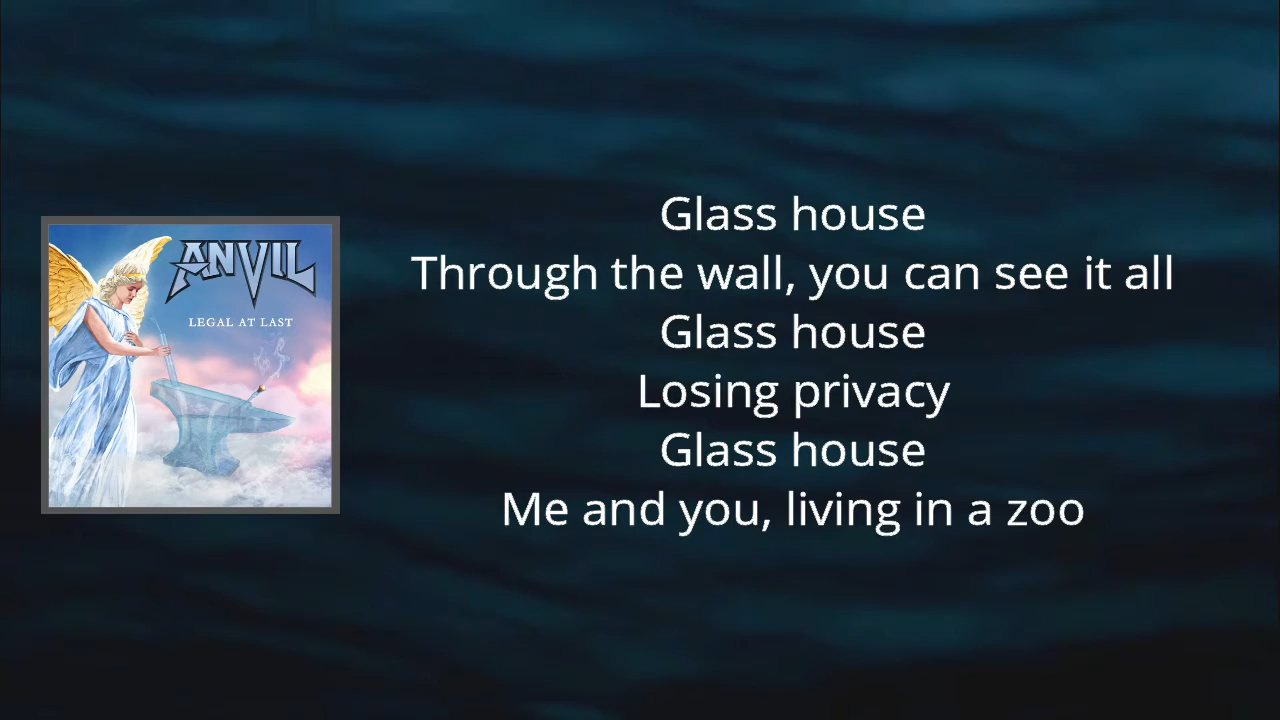 ANVIL
LEGAL AT LAST
Glass house
Through the wall, you can see it all
Glass house
Losing privacy
Glass house
Me and you, living in a zoo